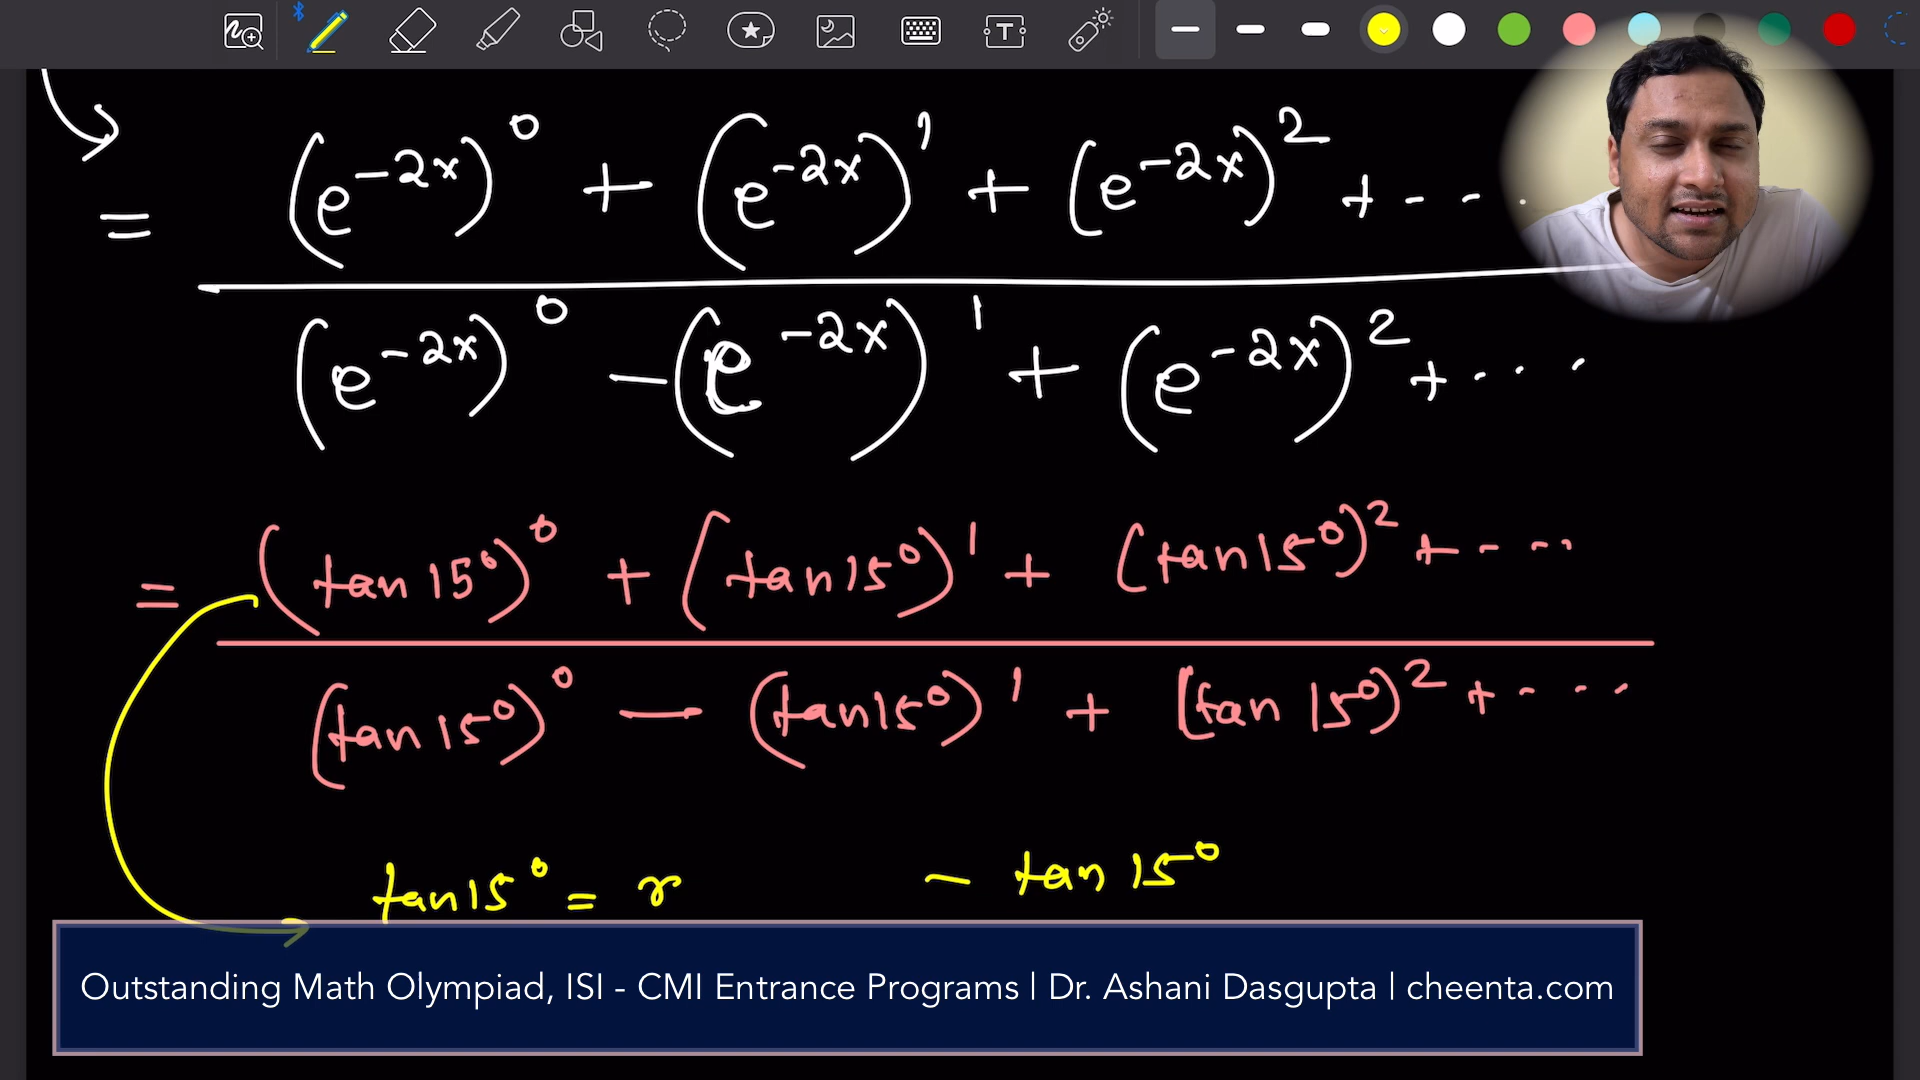 (e^{-2x})^0 + (e^{-2x})^1 + (e^{-2x})^2 + - - .
=
(e^{-2x})^0 - (e^{-2x})^1 + (e^{-2x})^2 + ....
(tan 15°)^0 + (tan 15°)^1 + (tan 15°)^2 + ....
=
(tan 15°)^0 - (tan 15°)^1 + (tan 15°)^2 + ....
tan 15° = r - tan 15°
Outstanding Math Olympiad, ISI - CMI Entrance Programs | Dr. Ashani Dasgupta | cheenta.com